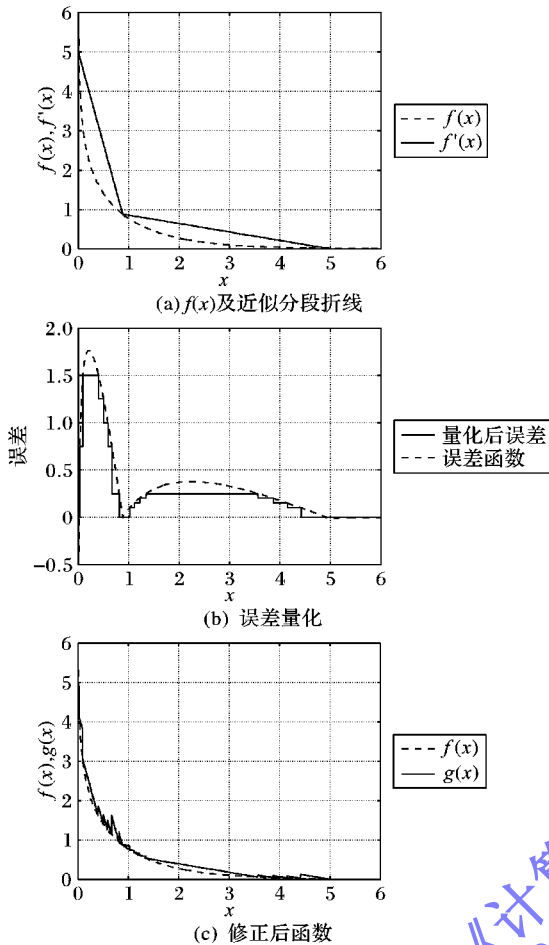 6
5
4
3
2
1
0
f(x), f'(x)
0 1 2 3 4 5 6
x
f(x)
f'(x)
(a) f(x)及近似分段折线
2.0
1.5
1.0
0.5
0
−0.5
误差
0 1 2 3 4 5 6
x
量化后误差
误差函数
(b) 误差量化
6
5
4
3
2
1
0
f(x), g(x)
0 1 2 3 4 5 6
x
f(x)
g(x)
(c) 修正后函数
《计算